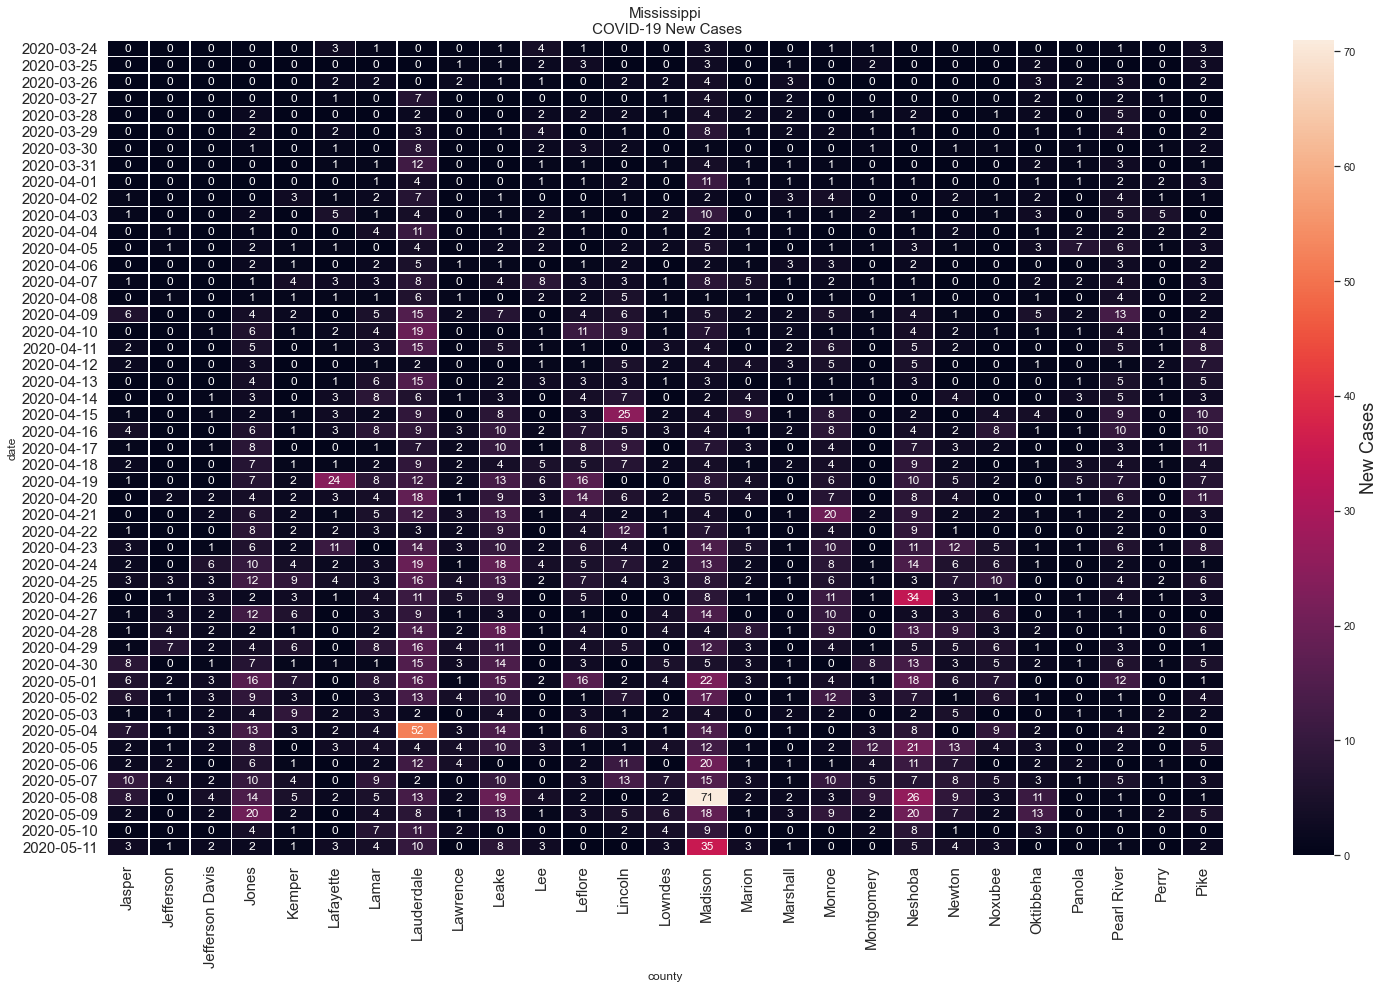 Mississippi
COVID-19 New Cases
2020-03-24 0 0 0 0 0 3 1 0 0 1 4 1 0 0 3 0 0 1 1 0 0 0 0 0 1 0 3
2020-03-25 0 0 0 0 0 0 0 0 1 1 2 3 0 0 3 0 1 0 2 0 0 0 2 0 0 0 3
2020-03-26 0 0 0 0 0 2 2 0 2 1 1 0 2 2 4 0 3 0 0 0 0 0 3 2 3 0 2
2020-03-27 0 0 0 0 0 1 0 7 0 0 0 0 0 1 4 0 2 0 0 0 0 0 2 0 2 1 0
2020-03-28 0 0 0 2 0 0 0 2 0 0 2 2 2 1 4 2 2 0 1 2 0 1 2 0 5 0 0
2020-03-29 0 0 0 2 0 2 0 3 0 1 4 0 1 0 8 1 2 2 1 1 0 0 1 1 4 0 2
2020-03-30 0 0 0 1 0 1 0 8 0 0 2 3 2 0 1 0 0 0 1 0 1 1 0 1 0 1 2
2020-03-31 0 0 0 0 0 1 1 12 0 0 1 1 0 1 4 1 1 1 0 0 0 0 2 1 3 0 1
2020-04-01 0 0 0 0 0 0 1 4 0 0 1 1 2 0 11 1 1 1 1 1 0 0 1 1 2 2 3
2020-04-02 1 0 0 0 3 1 2 7 0 1 0 0 1 0 2 0 3 4 0 0 2 1 2 0 4 1 1
2020-04-03 1 0 0 2 0 5 1 4 0 1 2 1 0 2 10 0 1 1 2 1 0 1 3 0 5 5 0
2020-04-04 0 1 0 1 0 0 4 11 0 1 2 1 0 1 2 1 1 0 0 1 2 0 1 2 2 2 2
2020-04-05 0 1 0 2 1 1 0 4 0 2 2 0 2 2 5 1 0 1 1 3 1 0 3 7 6 1 3
2020-04-06 0 0 0 2 1 0 2 5 1 1 0 1 2 0 2 1 3 3 0 2 0 0 0 0 3 0 2
2020-04-07 1 0 0 1 4 3 3 8 0 4 8 3 3 1 8 5 1 2 1 1 0 0 2 2 4 0 3
2020-04-08 0 1 0 1 1 1 1 6 1 0 2 2 5 1 1 1 0 1 0 1 0 0 1 0 4 0 2
2020-04-09 6 0 0 4 2 0 5 15 2 7 0 4 6 1 5 2 2 5 1 4 1 0 5 2 13 0 2
2020-04-10 0 0 1 6 1 2 4 19 0 0 1 11 9 1 7 1 2 1 1 4 2 1 1 1 4 1 4
2020-04-11 2 0 0 5 0 1 3 15 0 5 1 1 0 3 4 0 2 6 0 5 2 0 0 0 5 1 8
2020-04-12 2 0 0 3 0 0 1 2 0 0 1 1 5 2 4 4 3 5 0 5 0 0 1 0 1 2 7
2020-04-13 0 0 0 4 0 1 6 15 0 2 3 3 3 1 3 0 1 1 1 3 0 0 0 1 5 1 5
2020-04-14 0 0 1 3 0 3 8 6 1 3 0 4 7 0 2 4 0 1 0 0 4 0 0 3 5 1 3
2020-04-15 1 0 1 2 1 3 2 9 0 8 0 3 25 2 4 9 1 8 0 2 0 4 4 0 9 0 10
2020-04-16 4 0 0 6 1 3 8 9 3 10 2 7 5 3 4 1 2 8 0 4 2 8 1 1 10 0 10
2020-04-17 1 0 1 8 0 0 1 7 2 10 1 8 9 0 7 3 0 4 0 7 3 2 0 0 3 1 11
2020-04-18 2 0 0 7 1 1 2 9 2 4 5 5 7 2 4 1 2 4 0 9 2 0 1 3 4 1 4
2020-04-19 1 0 0 7 2 24 8 12 2 13 6 16 0 0 8 4 0 6 0 10 5 2 0 5 7 0 7
2020-04-20 0 2 2 4 2 3 4 18 1 9 3 14 6 2 5 4 0 7 0 8 4 0 0 1 6 0 11
2020-04-21 0 0 2 6 2 1 5 12 3 13 1 4 2 1 4 0 1 20 2 9 2 2 1 1 2 0 3
2020-04-22 1 0 0 8 2 2 3 3 2 9 0 4 12 1 7 1 0 4 0 9 1 0 0 0 2 0 0
2020-04-23 3 0 1 6 2 11 0 14 3 10 2 6 4 0 14 5 1 10 0 11 12 5 1 1 6 1 8
2020-04-24 2 0 6 10 4 2 3 19 1 18 4 5 7 2 13 2 0 8 1 14 6 6 1 0 2 0 1
2020-04-25 3 3 3 12 9 4 3 16 4 13 2 7 4 3 8 2 1 6 1 3 7 10 0 0 4 2 6
2020-04-26 0 1 3 2 3 1 4 11 5 9 0 5 0 0 8 1 0 11 1 34 3 1 0 1 4 1 3
2020-04-27 1 3 2 12 6 0 3 9 1 3 0 1 0 4 14 0 0 10 0 3 3 6 0 1 1 0 0
2020-04-28 1 4 2 2 1 0 2 14 2 18 1 4 0 4 4 8 1 9 0 13 9 3 2 0 1 0 6
2020-04-29 1 7 2 4 6 0 8 16 4 11 0 4 5 0 12 3 0 4 1 5 5 6 1 0 3 0 1
2020-04-30 8 0 1 7 1 1 1 15 3 14 0 3 0 5 5 3 1 0 8 13 3 5 2 1 6 1 5
2020-05-01 6 2 3 16 7 0 8 16 1 15 2 16 2 4 22 3 1 4 1 18 6 7 0 0 12 0 1
2020-05-02 6 1 3 9 3 0 3 13 4 10 0 1 7 0 17 0 1 12 3 7 1 6 1 0 1 0 4
2020-05-03 1 1 2 4 9 2 3 2 0 4 0 3 1 2 4 0 2 2 0 2 5 0 0 1 1 2 2
2020-05-04 7 1 3 13 3 2 4 52 3 14 1 6 3 1 14 0 1 0 3 8 0 9 2 0 4 0 2
2020-05-05 2 1 2 8 0 3 4 4 4 10 3 1 1 4 12 1 0 2 12 21 13 4 3 0 2 0 5
2020-05-06 2 2 0 6 1 0 2 12 4 0 0 2 11 0 20 1 1 1 4 11 7 0 2 2 0 1 0
2020-05-07 10 4 2 10 4 0 9 2 0 10 0 3 13 7 15 3 1 10 5 7 8 5 3 1 5 1 3
2020-05-08 8 0 4 14 5 2 5 13 2 19 4 2 0 2 71 2 2 3 9 26 9 3 11 0 1 0 1
2020-05-09 2 0 2 20 2 0 4 8 1 13 1 3 5 6 18 1 3 9 2 20 7 2 13 0 1 2 5
2020-05-10 0 0 0 4 1 0 7 11 2 0 0 0 2 4 9 0 0 0 2 8 1 0 3 0 0 0 0
2020-05-11 3 1 2 2 1 3 4 10 0 8 3 0 0 3 35 3 1 0 0 5 4 3 0 0 1 0 2
date
Jasper
Jefferson
Jefferson Davis
Jones
Kemper
Lafayette
Lamar
Lauderdale
Lawrence
Leake
Lee
Leflore
Lincoln
Lowndes
Madison
Marion
Marshall
Monroe
Montgomery
Neshoba
Newton
Noxubee
Oktibbeha
Panola
Pearl River
Perry
Pike
county
70
60
50
40
30
20
10
0
New Cases